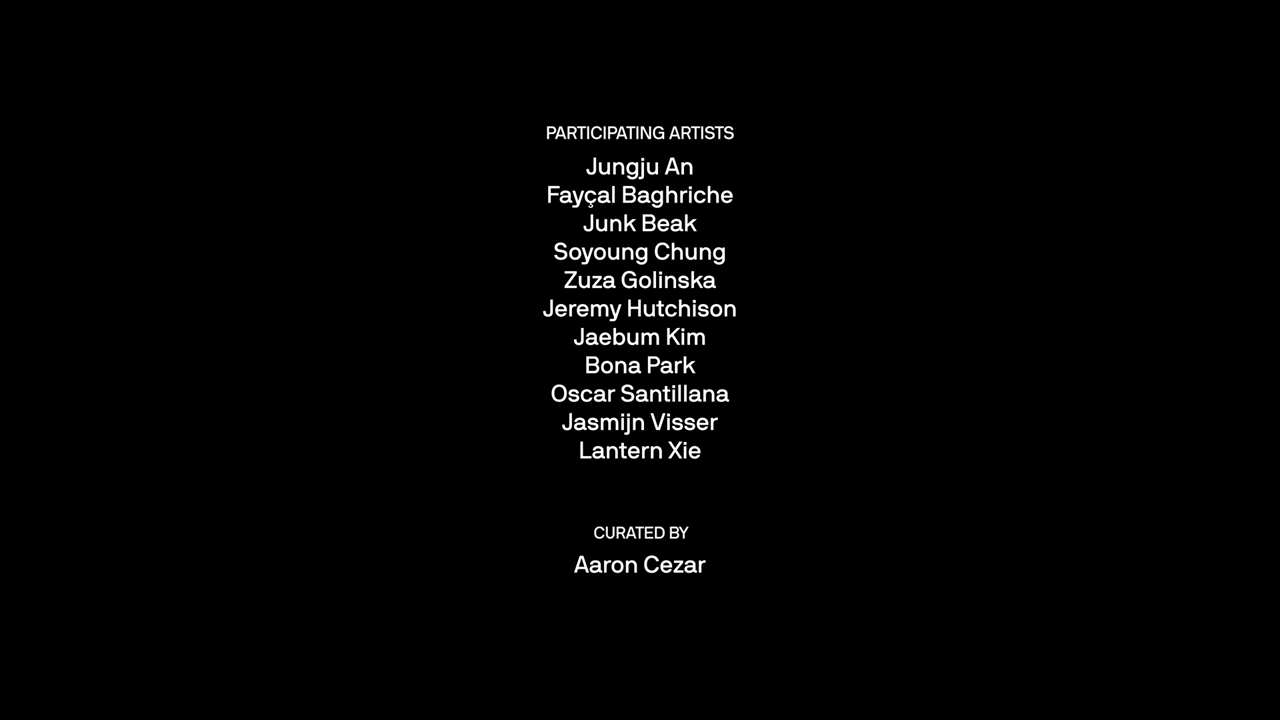 PARTICIPATING ARTISTS
Jungju An
Fayçal Baghriche
Junk Beak
Soyoung Chung
Zuza Golinska
Jeremy Hutchison
Jaebum Kim
Bona Park
Oscar Santillana
Jasmijn Visser
Lantern Xie
CURATED BY
Aaron Cezar